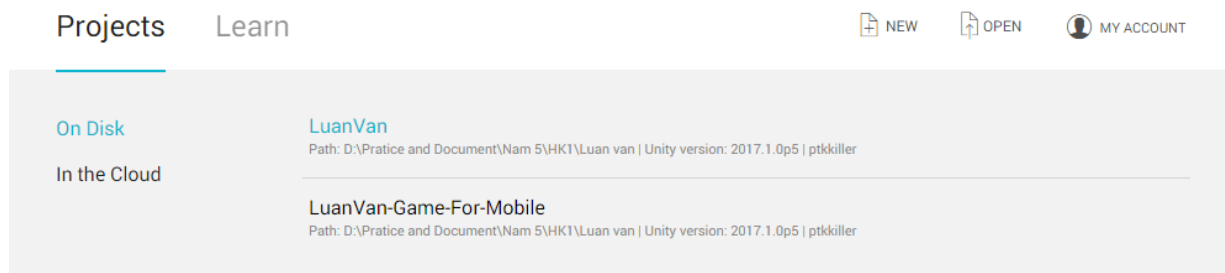 Projects Learn NEW OPEN MY ACCOUNT
On Disk
In the Cloud
LuanVan
Path: D:\Pratice and Document\Nam 5\HK1\Luan van | Unity version: 2017.1.0p5 | ptkkiller
LuanVan-Game-For-Mobile
Path: D:\Pratice and Document\Nam 5\HK1\Luan van | Unity version: 2017.1.0p5 | ptkkiller